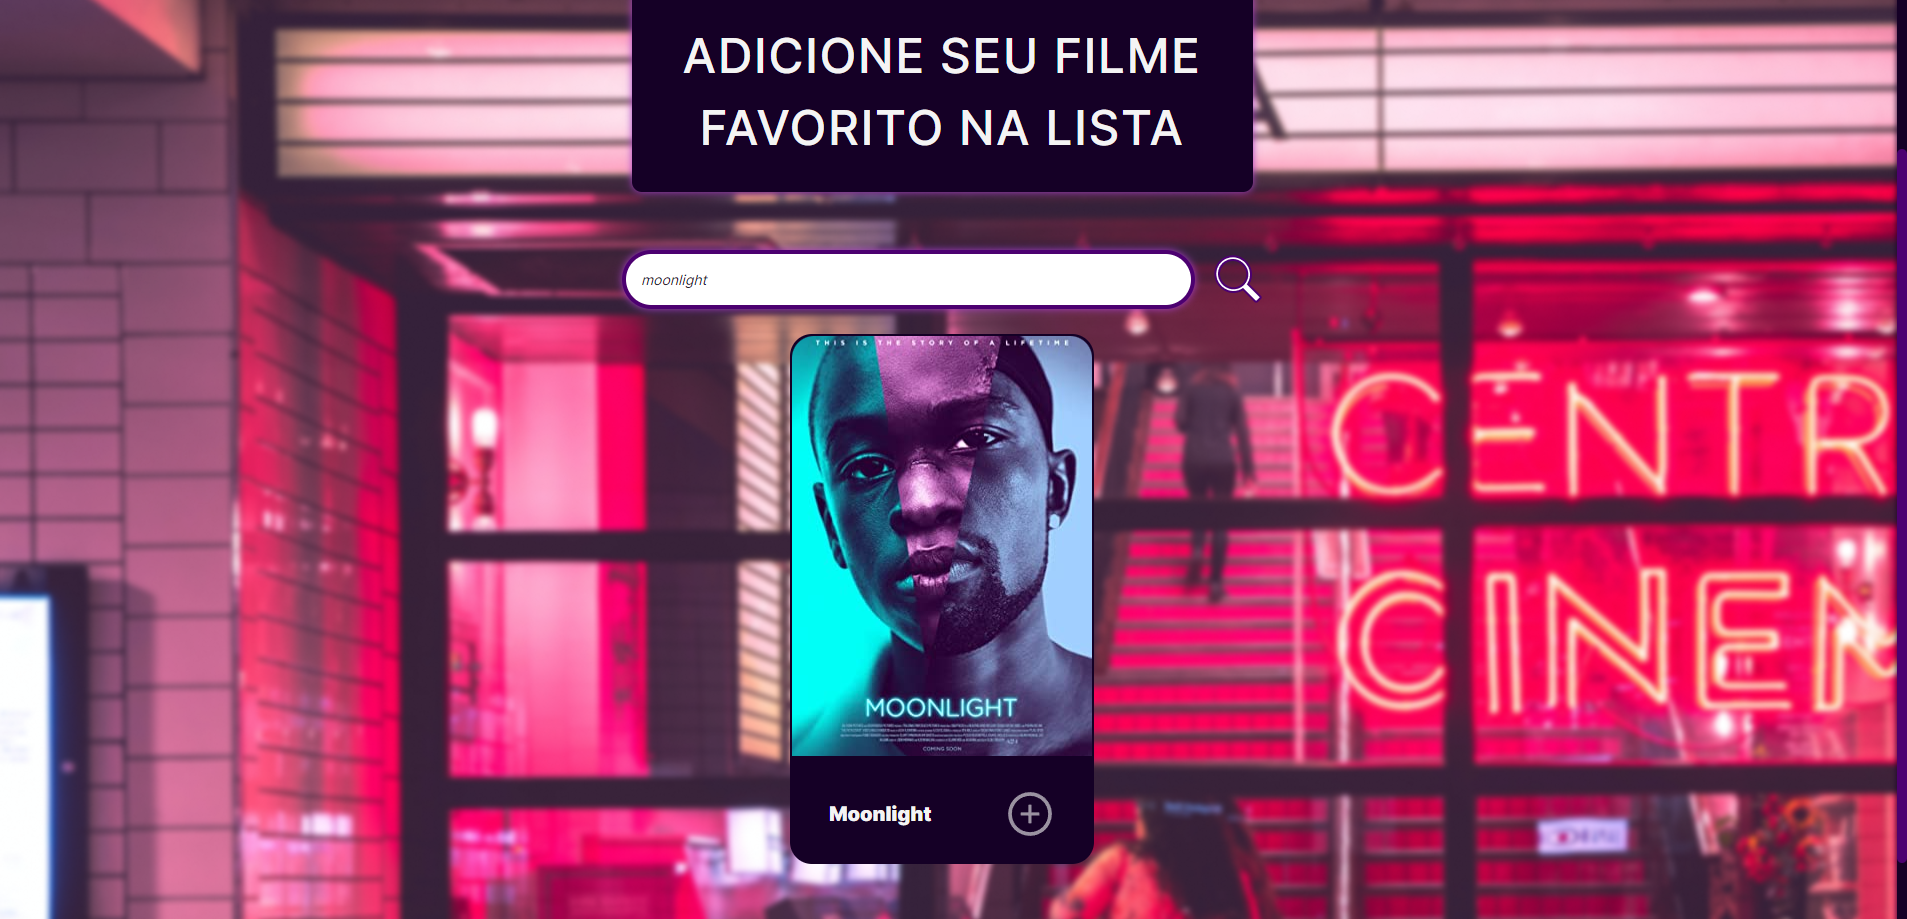 ADICIONE SEU FILME
FAVORITO NA LISTA
moonlight
THIS IS THE STORY OF A LIFETIME
CENTR
CINEM
MOONLIGHT
COMING SOON
Moonlight